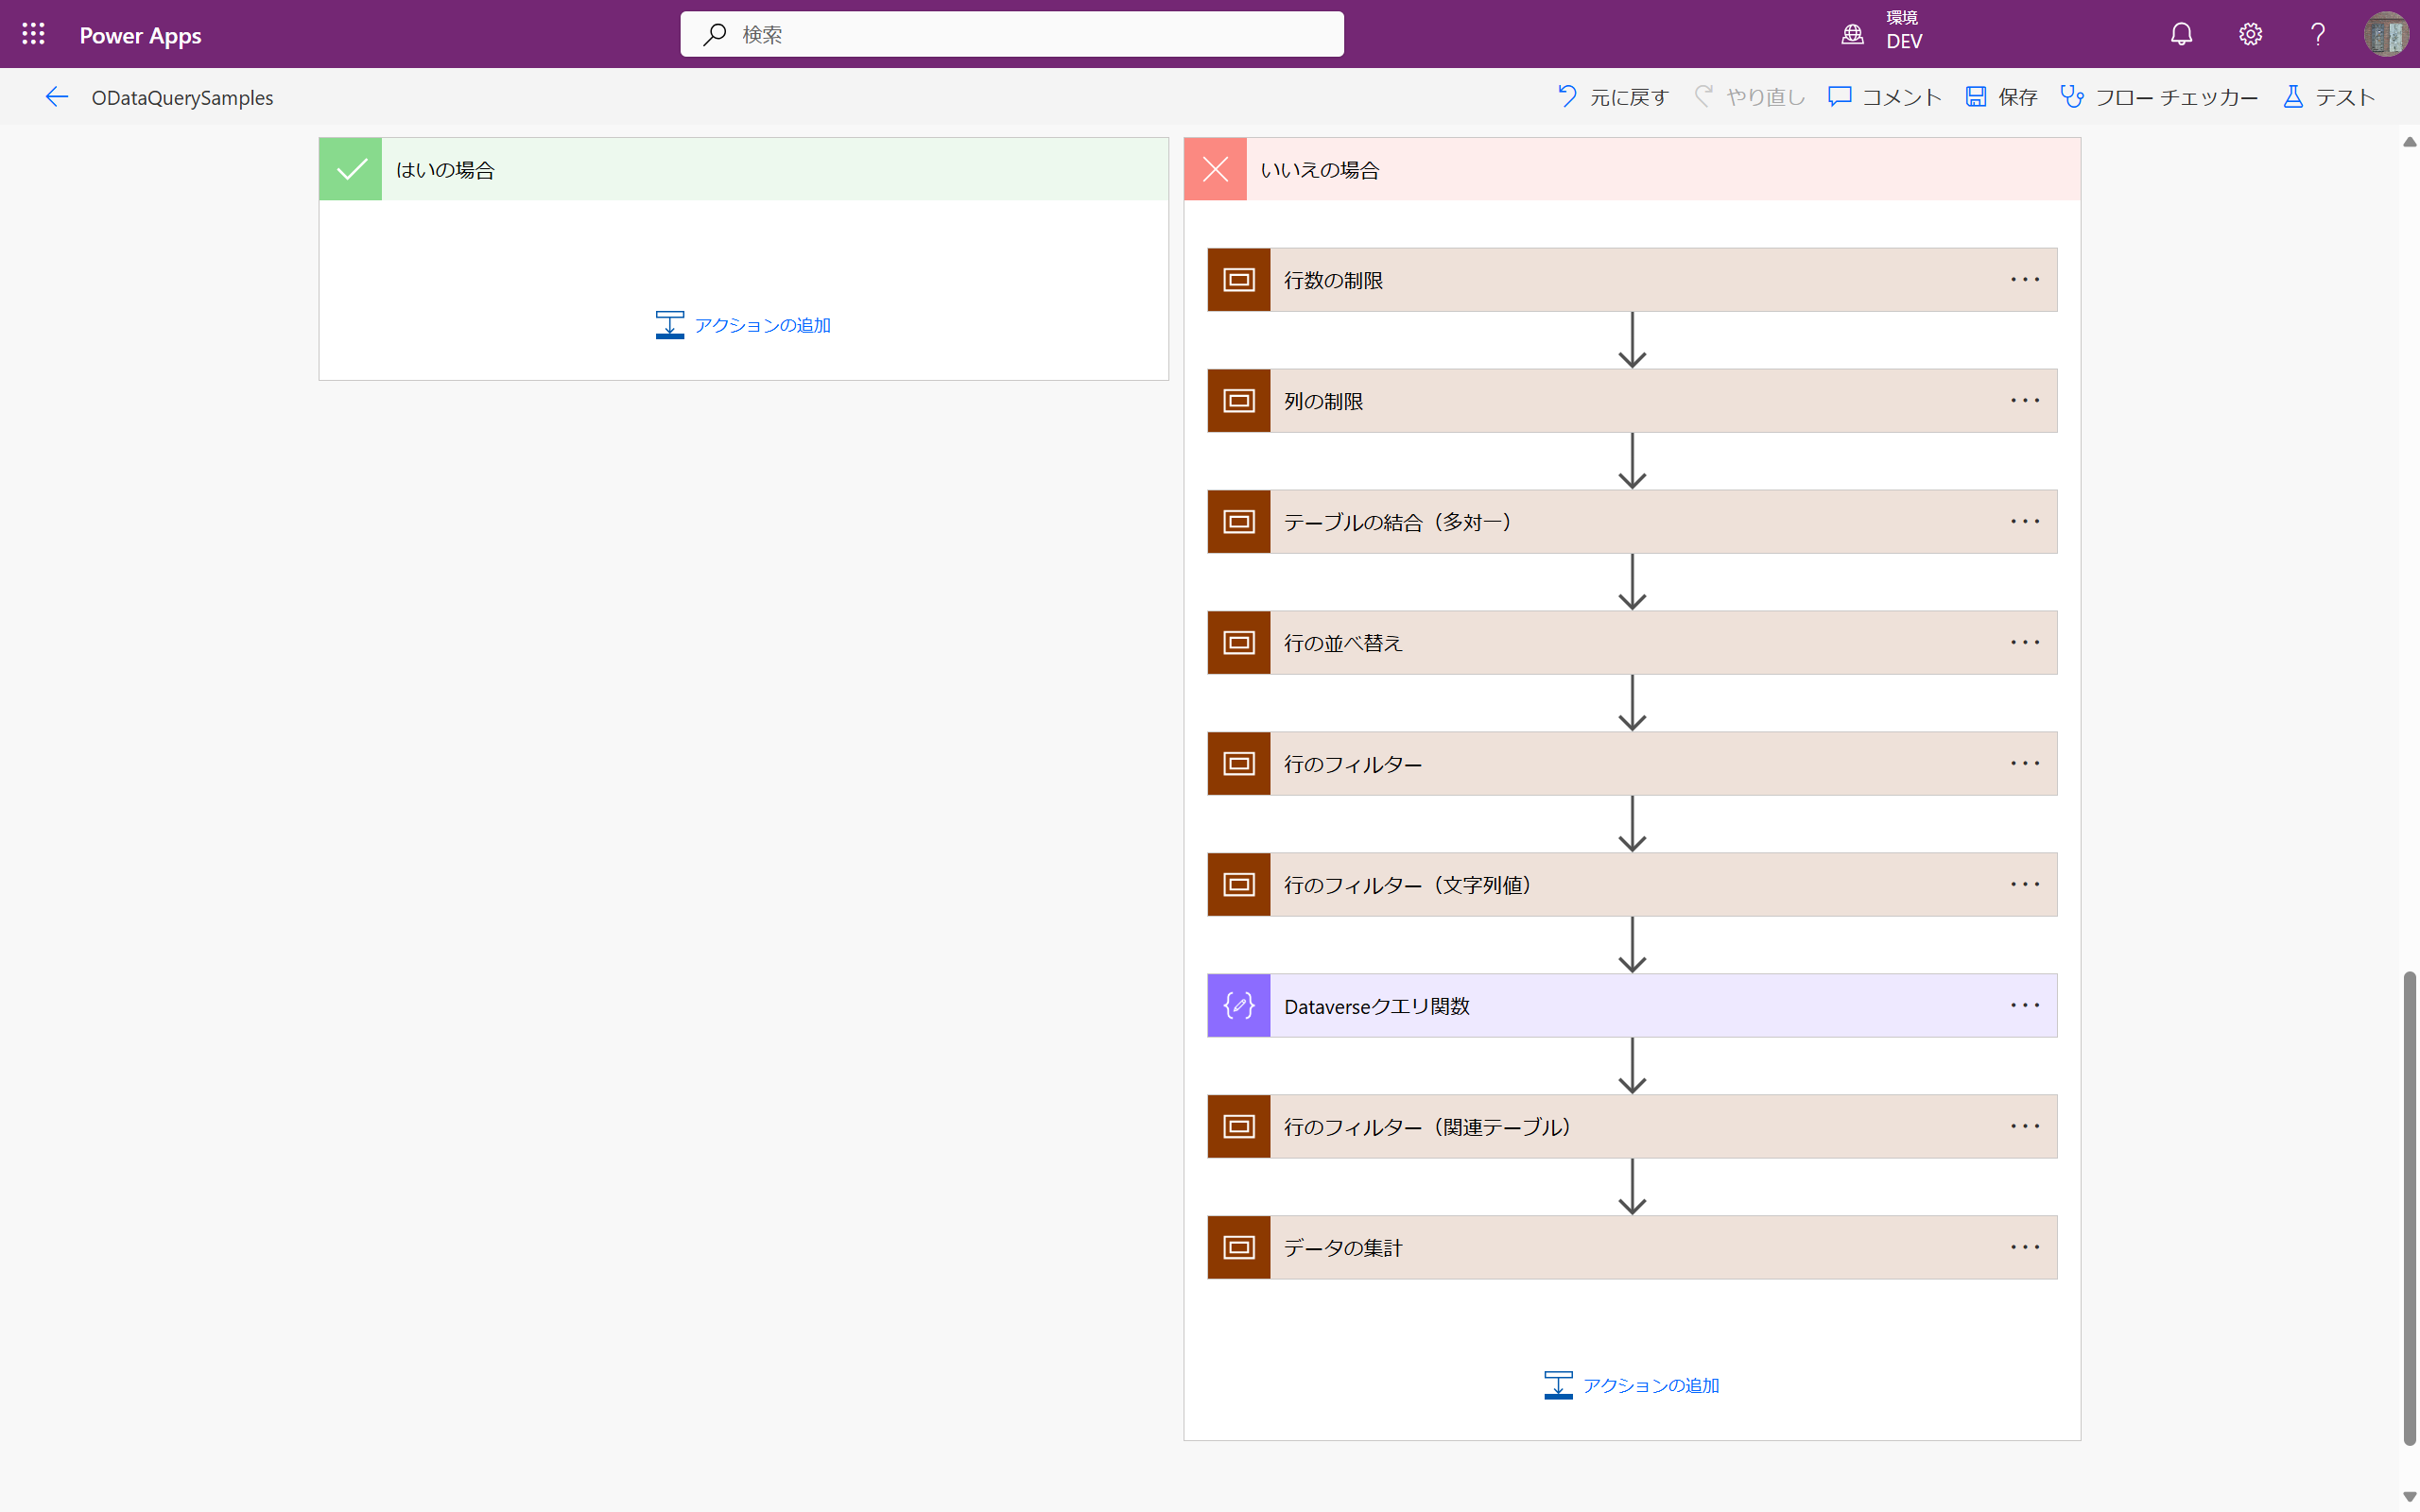 Power Apps
検索
環境
DEV
ODataQuerySamples
元に戻す
やり直し
コメント
保存
フロー チェッカー
テスト
はいの場合
アクションの追加
いいえの場合
行数の制限
列の制限
テーブルの結合（多対一）
行の並べ替え
行のフィルター
行のフィルター（文字列値）
Dataverseクエリ関数
行のフィルター（関連テーブル）
データの集計
アクションの追加